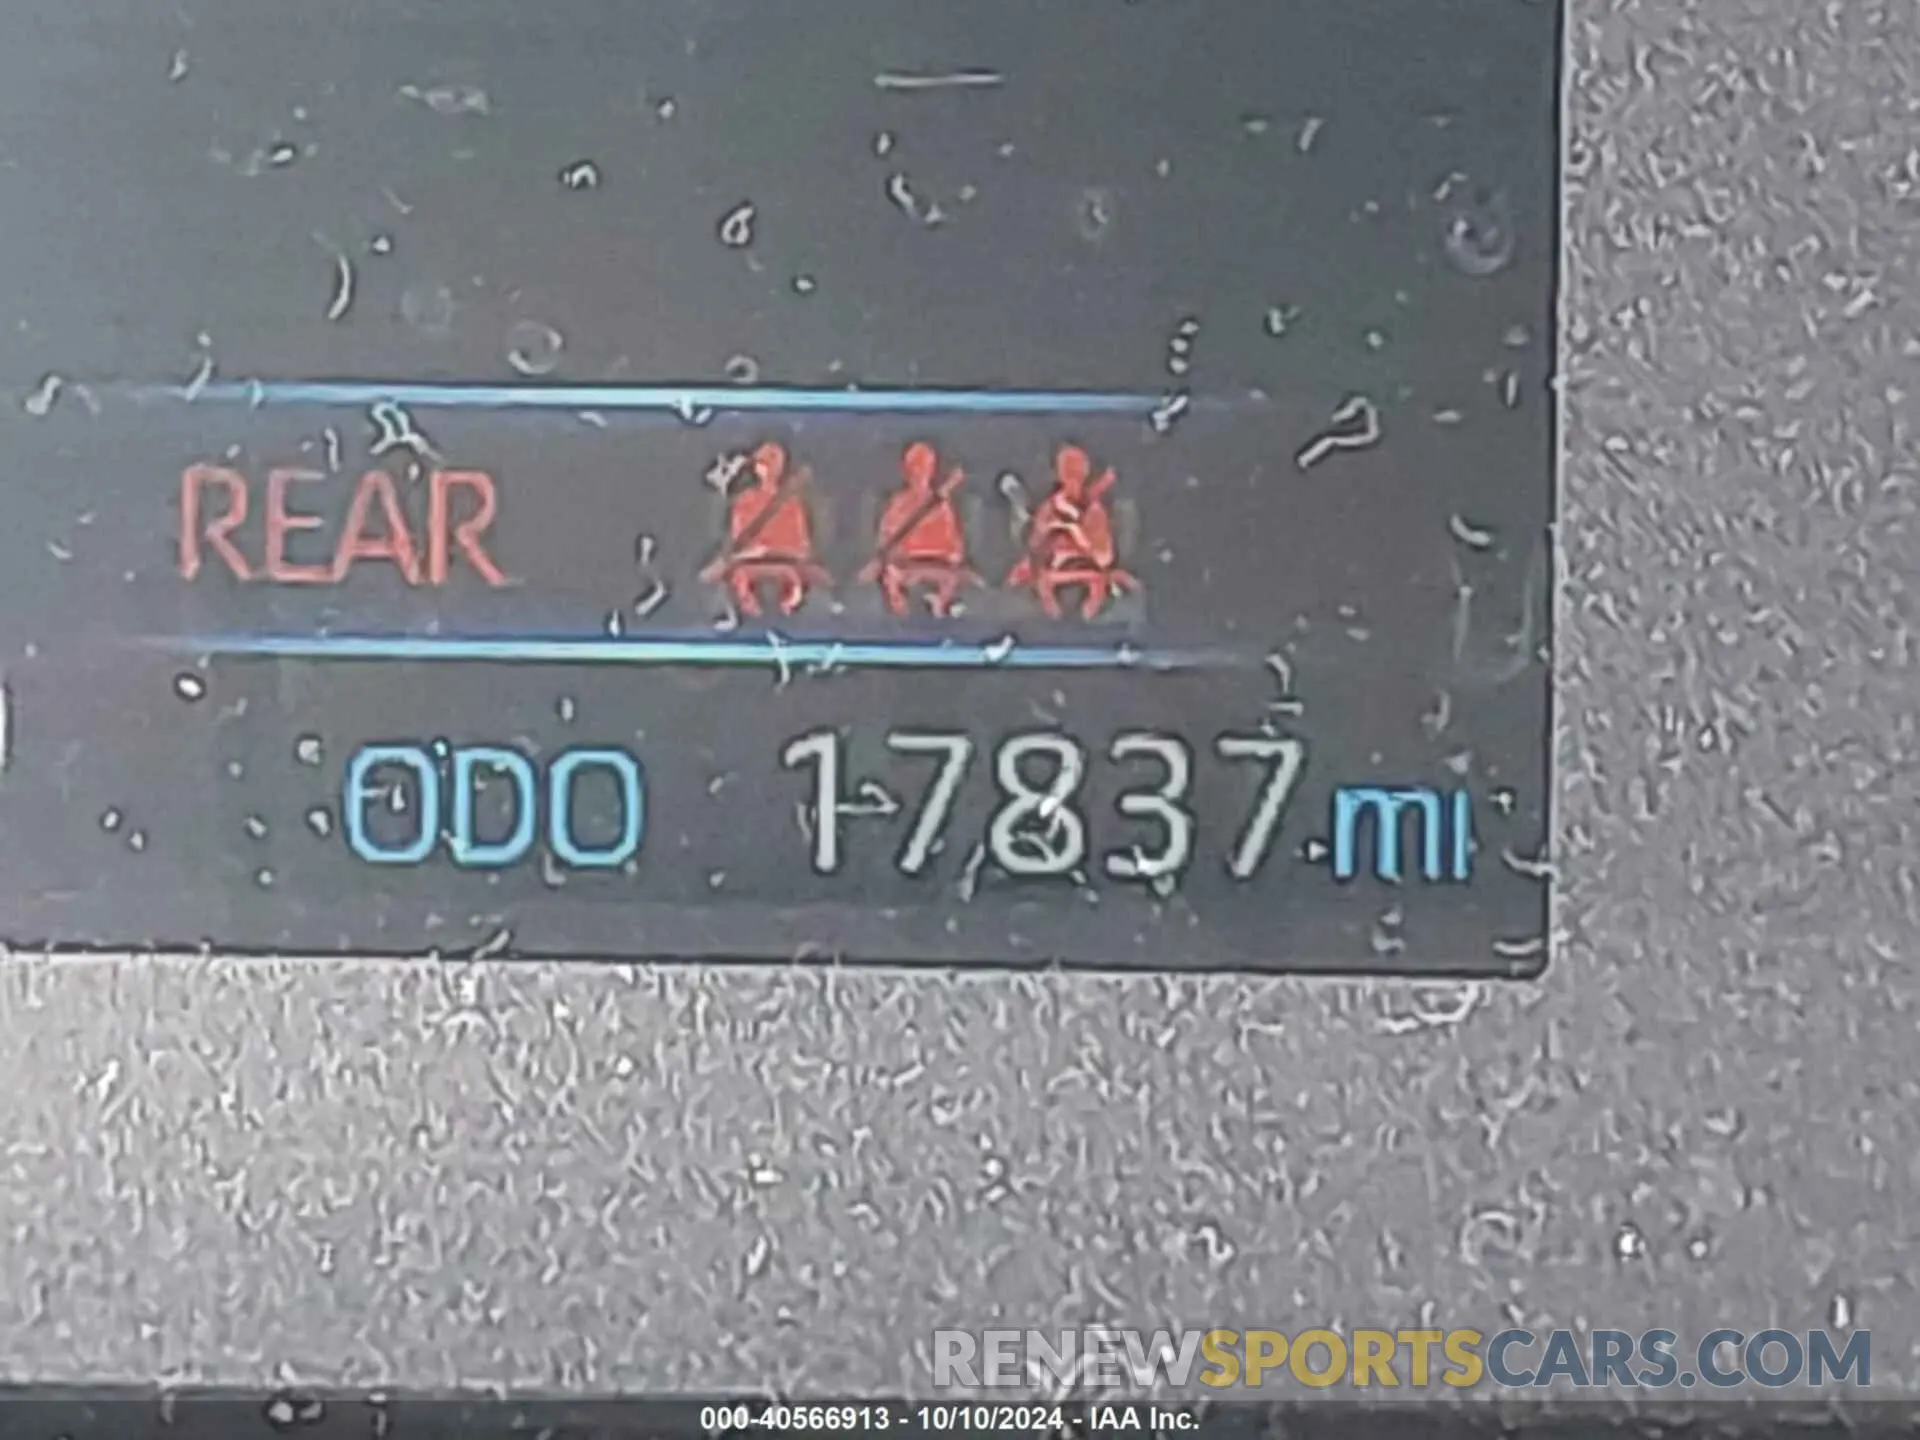 REAR
ODO 17837 mi
RENEWSPORTSCARS.COM
000-40566913 - 10/10/2024 - IAA Inc.